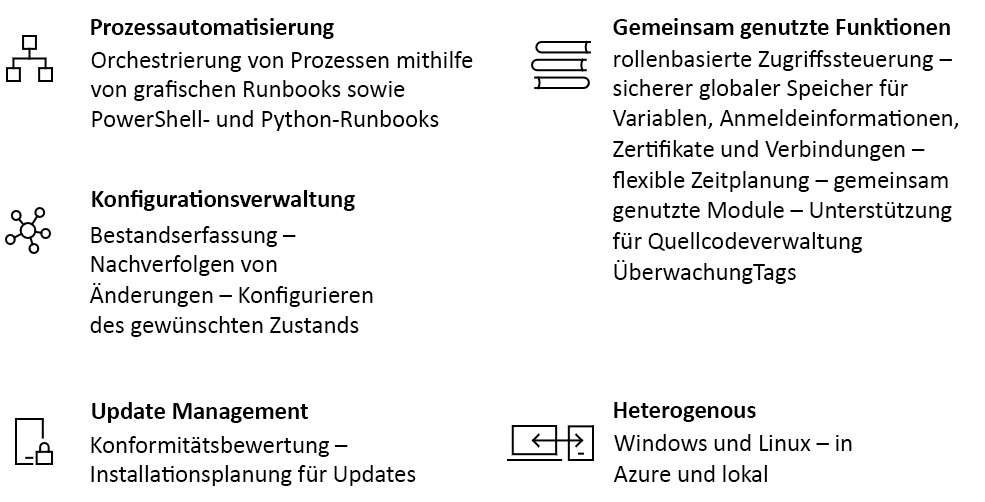 Prozessautomatisierung
Orchestrierung von Prozessen mithilfe
von grafischen Runbooks sowie
PowerShell- und Python-Runbooks
Konfigurationsverwaltung
Bestandserfassung –
Nachverfolgen von
Änderungen – Konfigurieren
des gewünschten Zustands
Update Management
Konformitätsbewertung –
Installationsplanung für Updates
Gemeinsam genutzte Funktionen
rollenbasierte Zugriffssteuerung –
sicherer globaler Speicher für
Variablen, Anmeldeinformationen,
Zertifikate und Verbindungen –
flexible Zeitplanung – gemeinsam
genutzte Module – Unterstützung
für Quellcodeverwaltung
ÜberwachungTags
Heterogenous
Windows und Linux – in
Azure und lokal